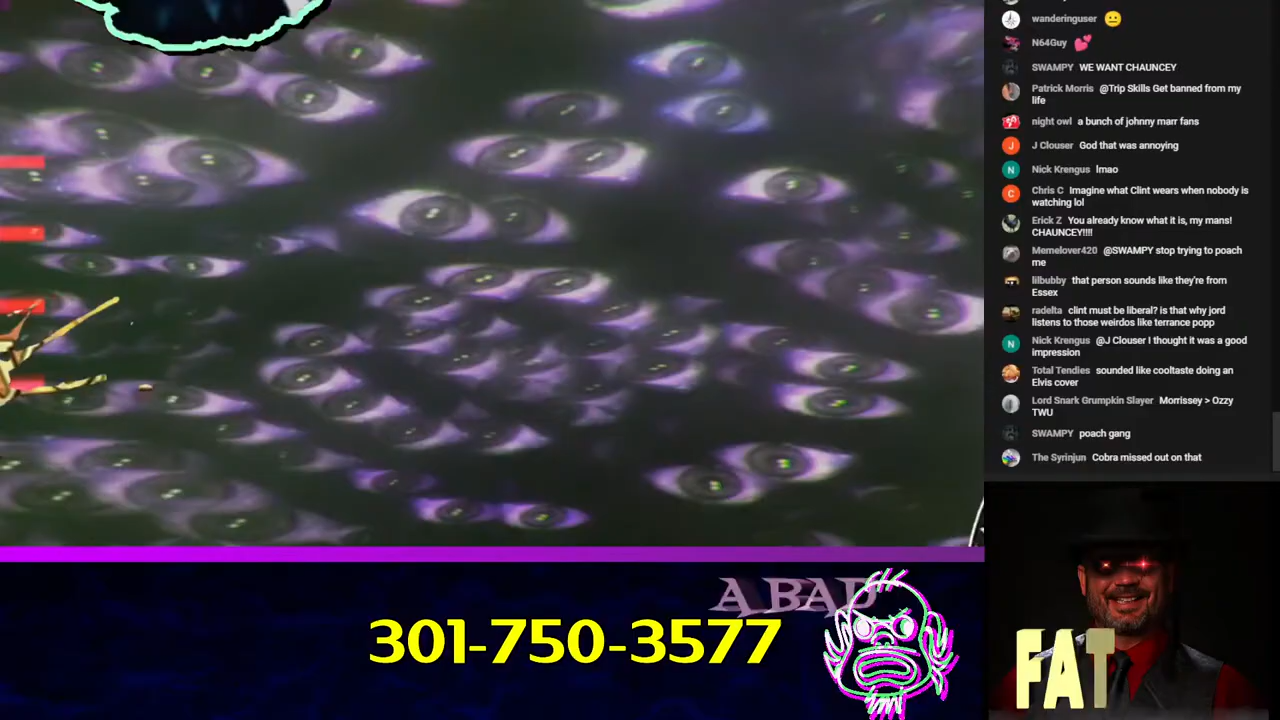 wanderinguser 😐
N64Guy 💕
SWAMPY WE WANT CHAUNCEY
Patrick Morris @Trip Skills Get banned from my
life
night owl a bunch of johnny marr fans
J
J Clouser God that was annoying
N
Nick Krengus lmao
C
Chris C Imagine what Clint wears when nobody is
watching lol
Erick Z You already know what it is, my mans!
CHAUNCEY!!!!
Memelover420 @SWAMPY stop trying to poach
me
lilbubby that person sounds like they're from
Essex
radelta clint must be liberal? is that why jord
listens to those weirdos like terrance popp
N
Nick Krengus @J Clouser I thought it was a good
impression
Total Tendies sounded like cooltaste doing an
Elvis cover
Lord Snark Grumpkin Slayer Morrissey > Ozzy
TWU
SWAMPY poach gang
The Syrinjun Cobra missed out on that
A BAD
301-750-3577
FAT